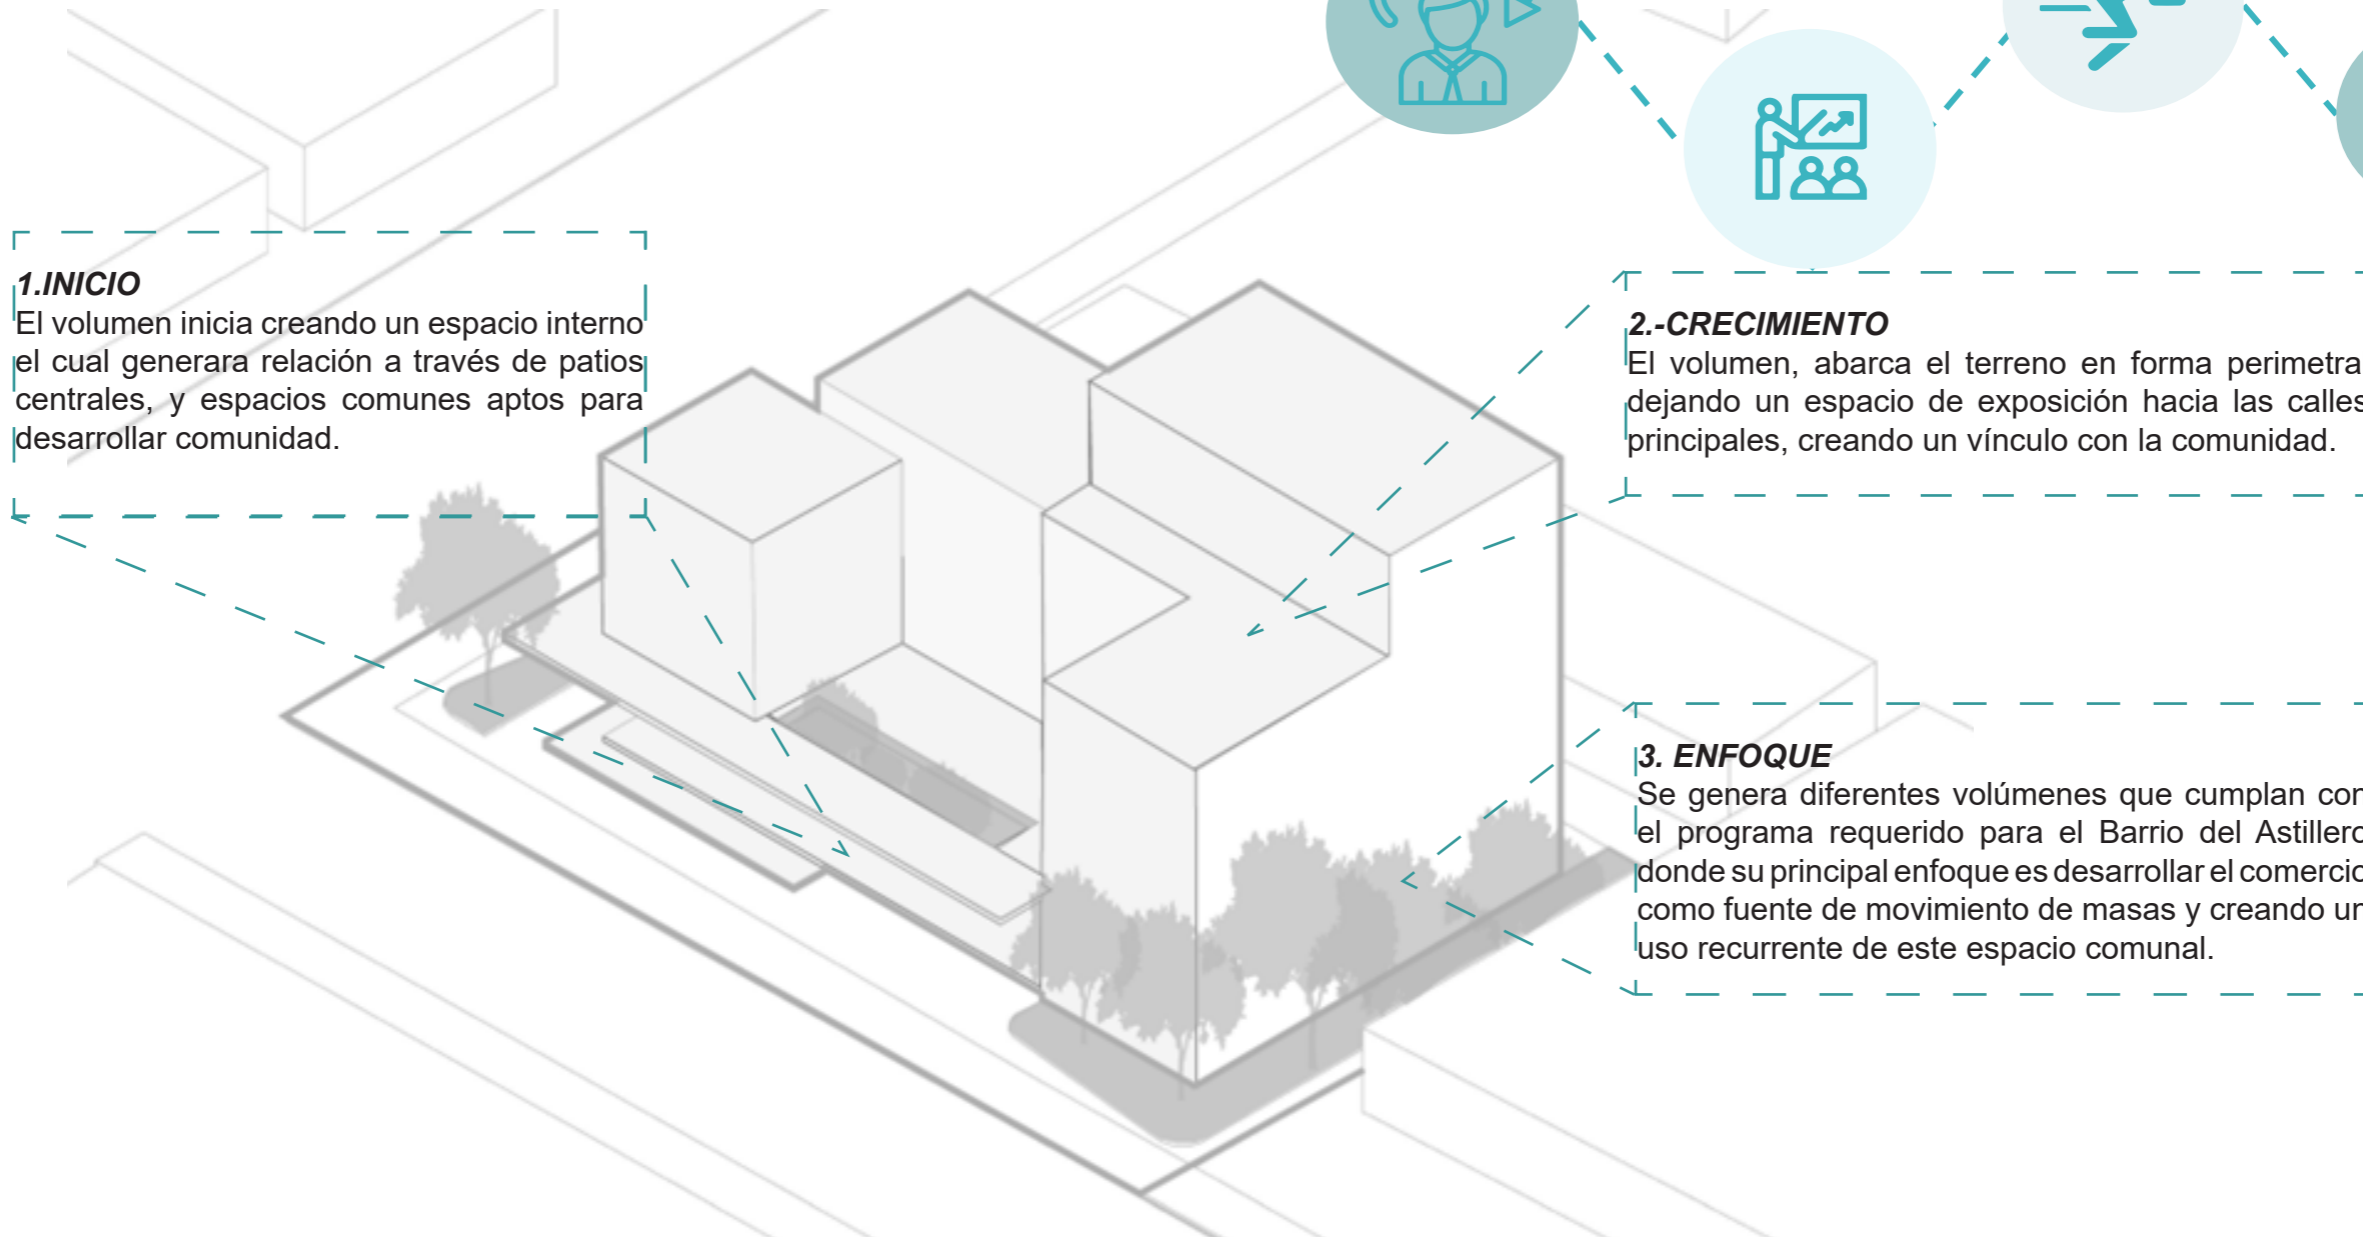 1.INICIO
El volumen inicia creando un espacio interno
el cual generara relación a través de patios
centrales, y espacios comunes aptos para
desarrollar comunidad.
2.-CRECIMIENTO
El volumen, abarca el terreno en forma perimetra
dejando un espacio de exposición hacia las calles
principales, creando un vínculo con la comunidad.
3. ENFOQUE
Se genera diferentes volúmenes que cumplan con
el programa requerido para el Barrio del Astillero
donde su principal enfoque es desarrollar el comercio
como fuente de movimiento de masas y creando un
uso recurrente de este espacio comunal.